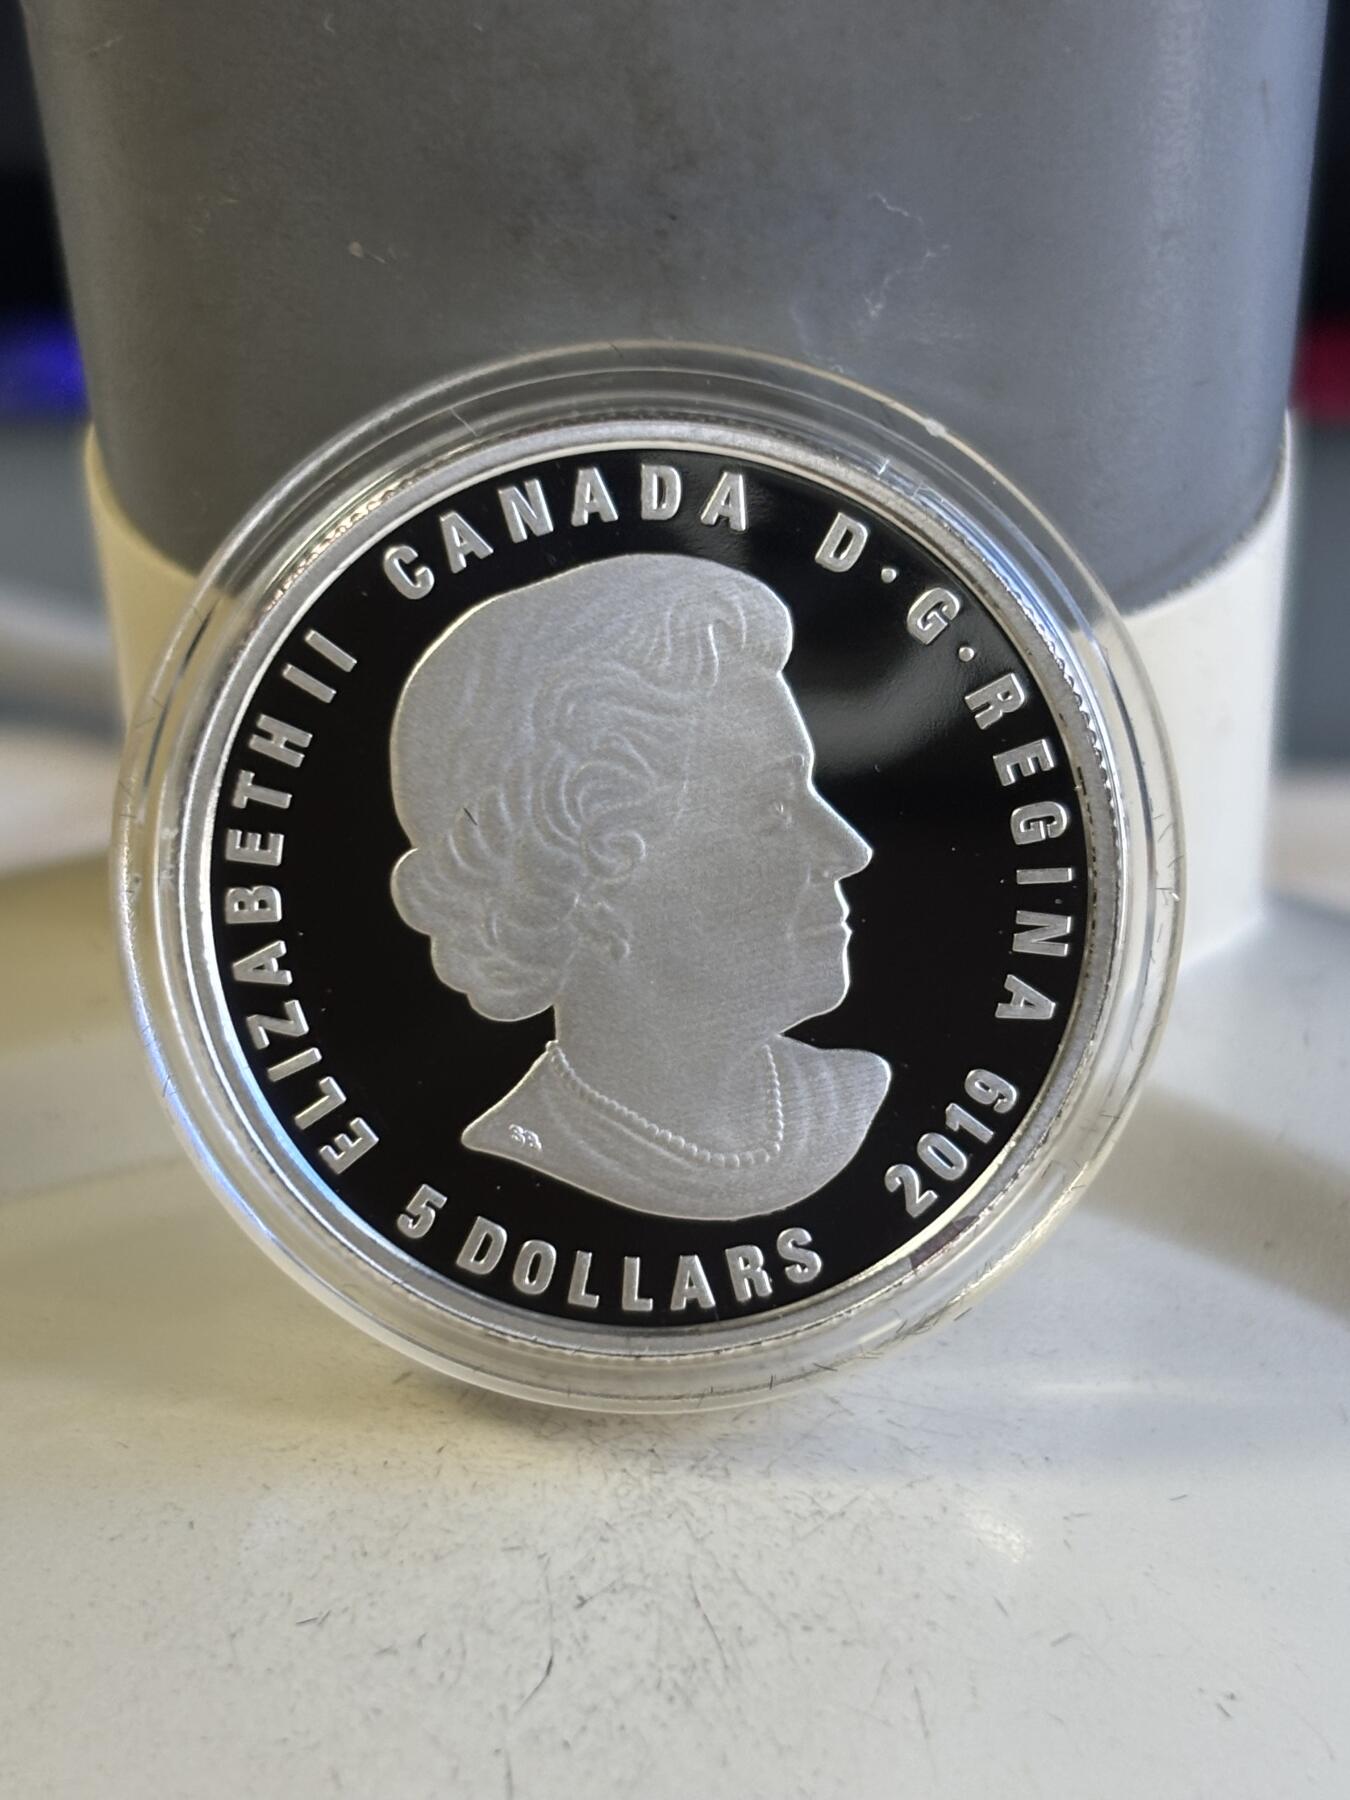 ELIZABETH II CANADA D·G·REGINA 2019
5 DOLLARS
SB